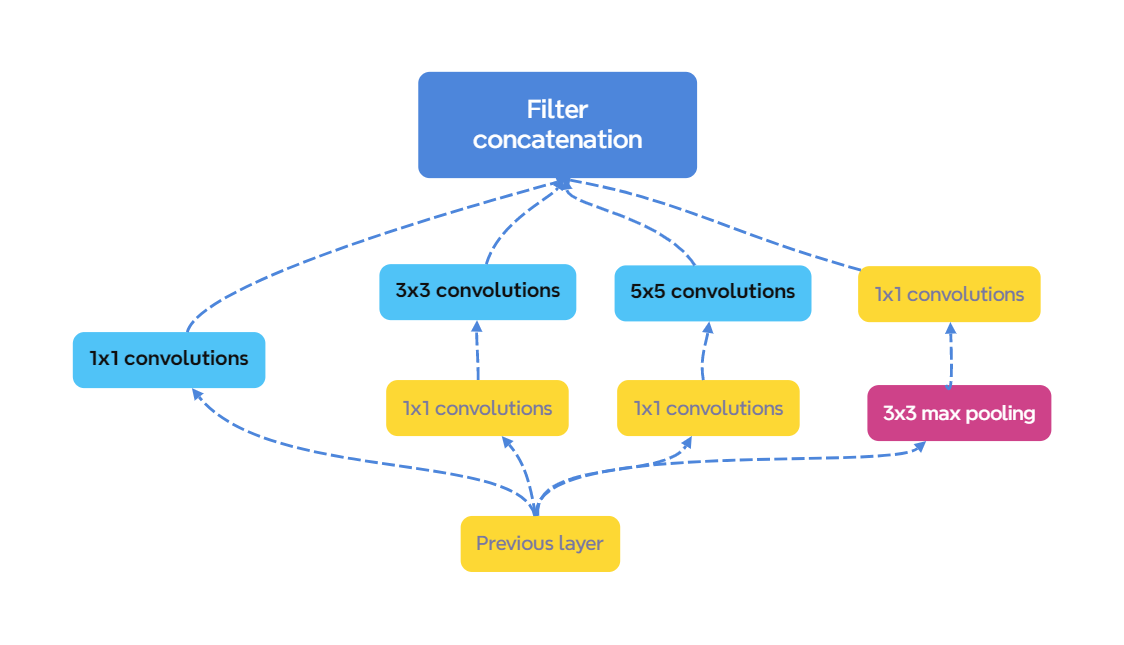 Filter
concatenation
3x3 convolutions
5x5 convolutions
1x1 convolutions
1x1 convolutions
1x1 convolutions
1x1 convolutions
3x3 max pooling
Previous layer